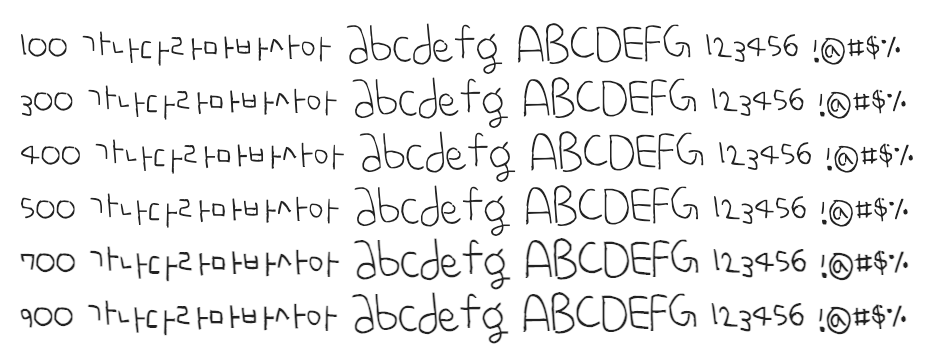 100 가나다라마바사아 abcdefg ABCDEFG 123456 !@#$%
300 가나다라마바사아 abcdefg ABCDEFG 123456 !@#$%
400 가나다라마바사아 abcdefg ABCDEFG 123456 !@#$%
500 가나다라마바사아 abcdefg ABCDEFG 123456 !@#$%
700 가나다라마바사아 abcdefg ABCDEFG 123456 !@#$%
900 가나다라마바사아 abcdefg ABCDEFG 123456 !@#$%